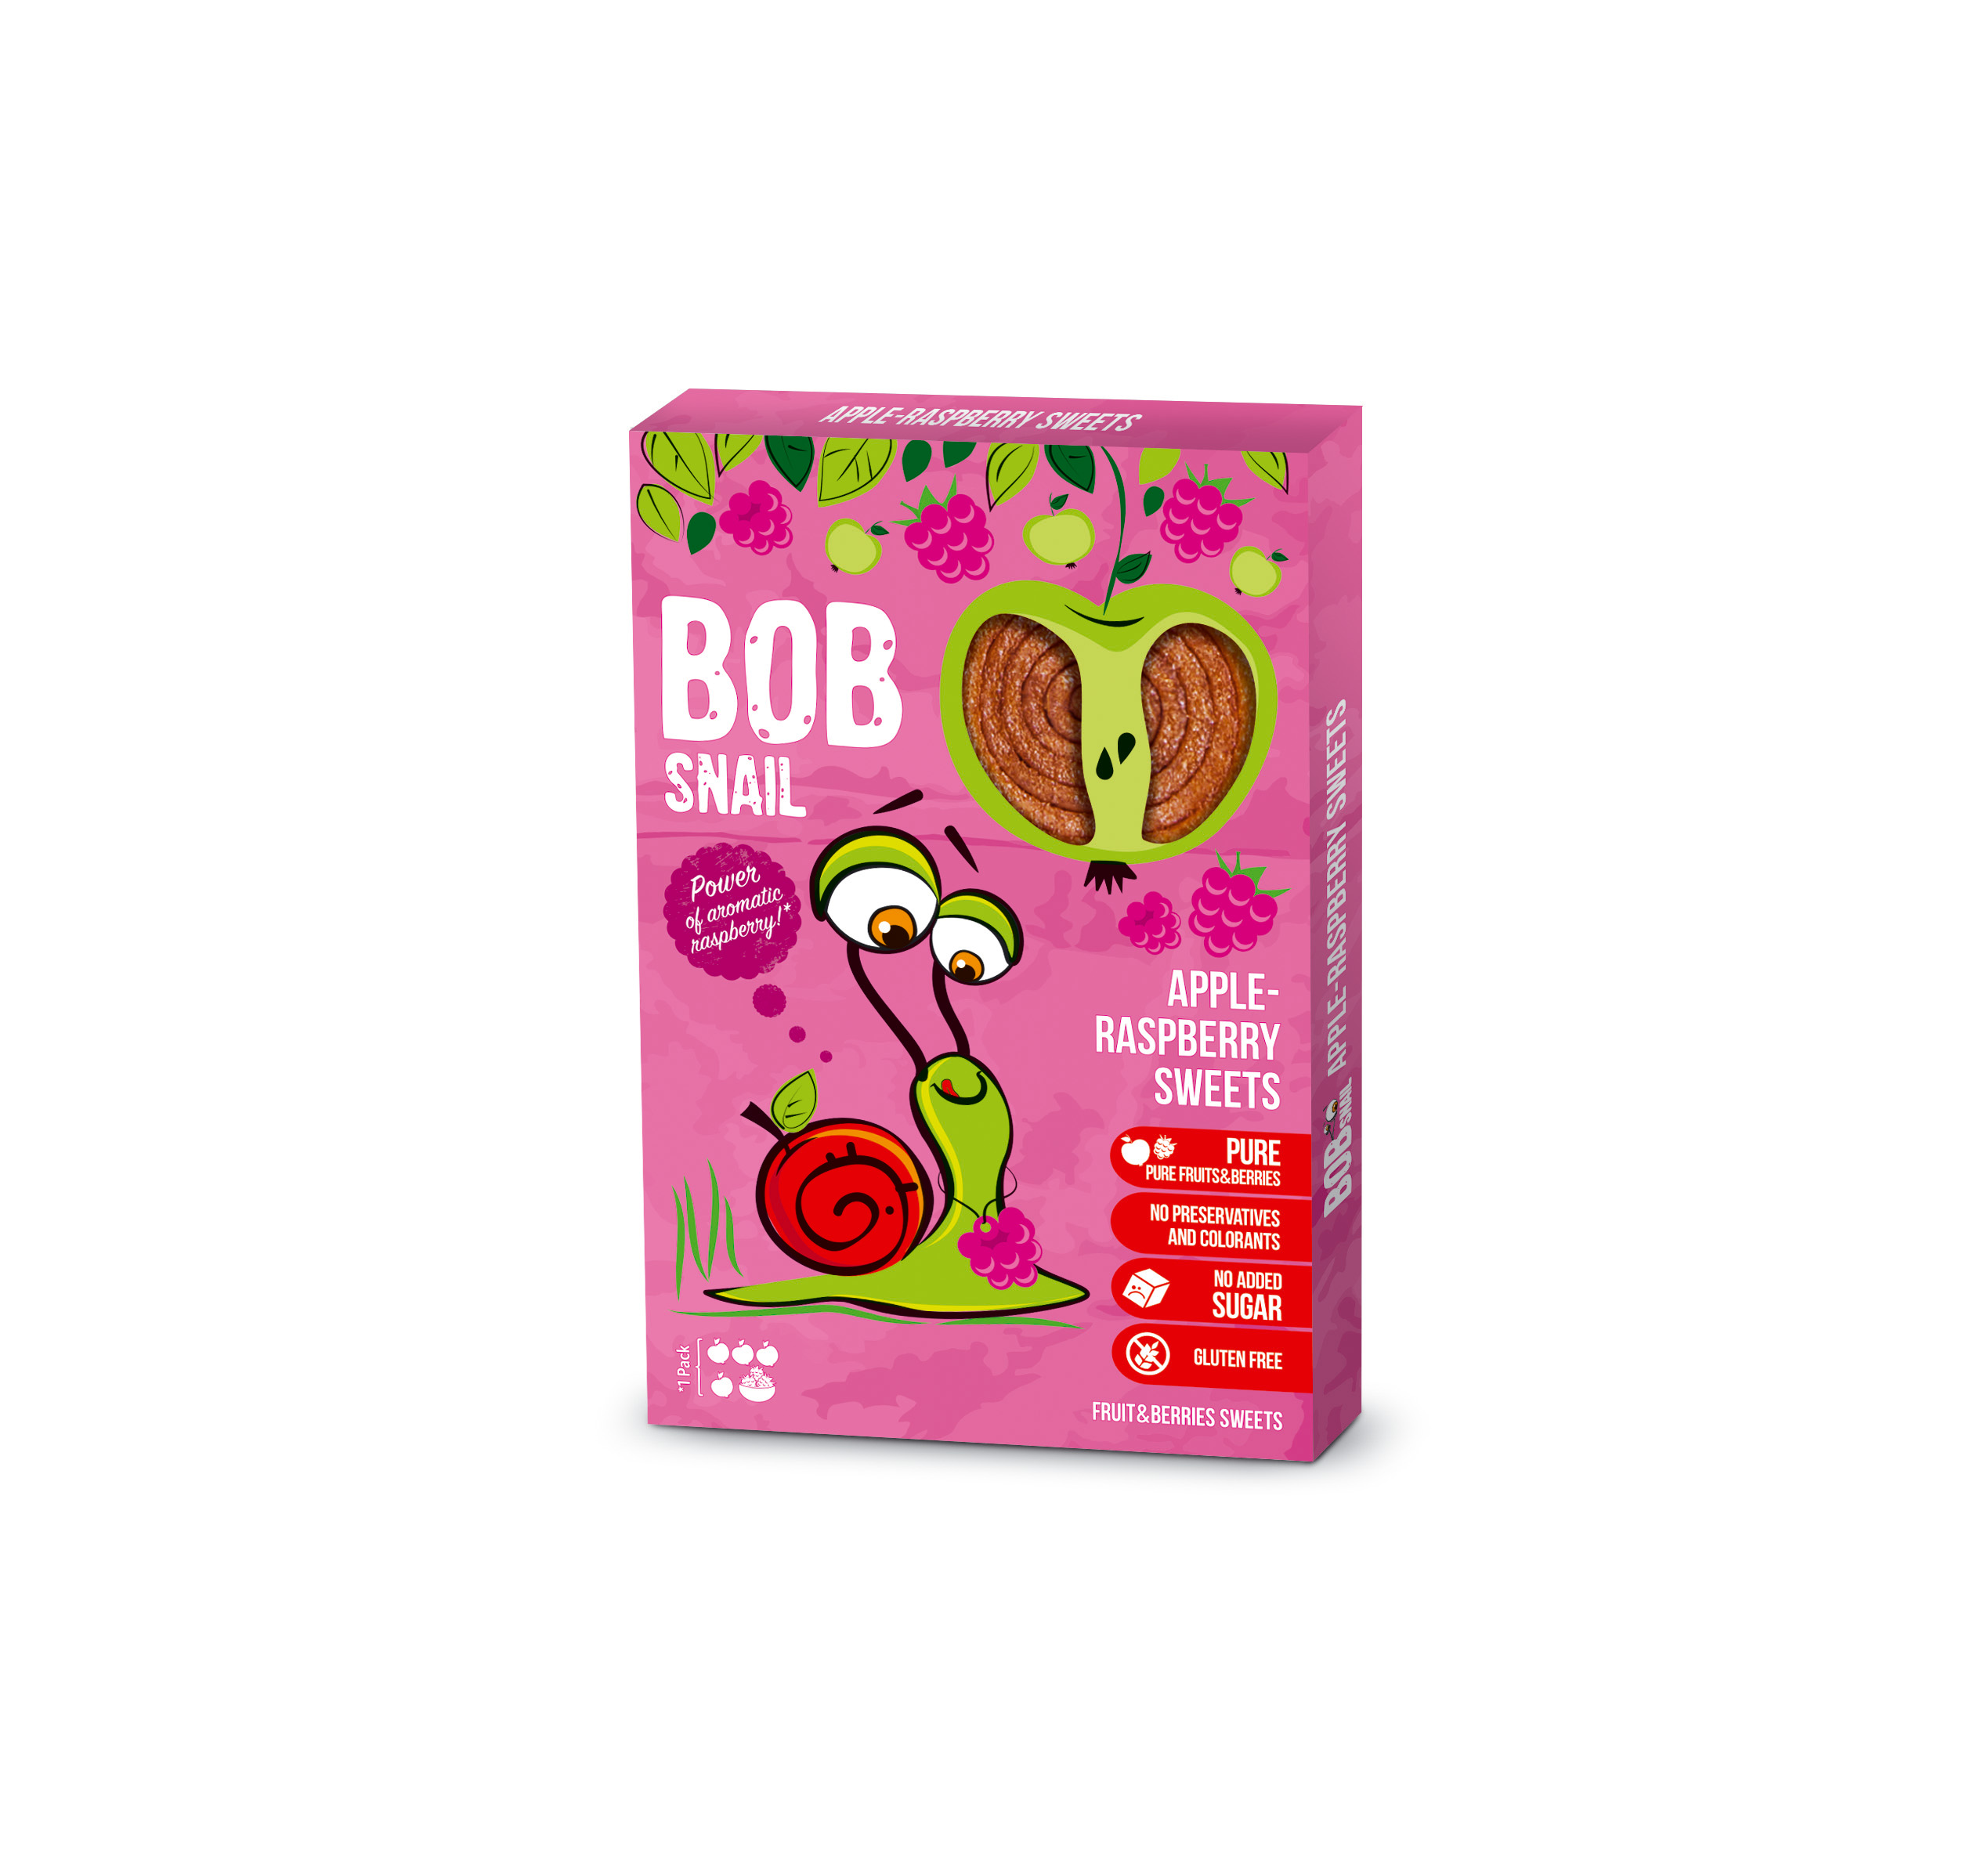 APPLE-RASPBERRY SWEETS
BOB
SNAIL
Power
of aromatic
raspberry!*
APPLE-
RASPBERRY
SWEETS
PURE
PURE FRUITS&BERRIES
NO PRESERVATIVES
AND COLORANTS
NO ADDED
SUGAR
GLUTEN FREE
FRUIT&BERRIES SWEETS
*1 Pack
BOB SNAIL APPLE-RASPBERRY SWEETS